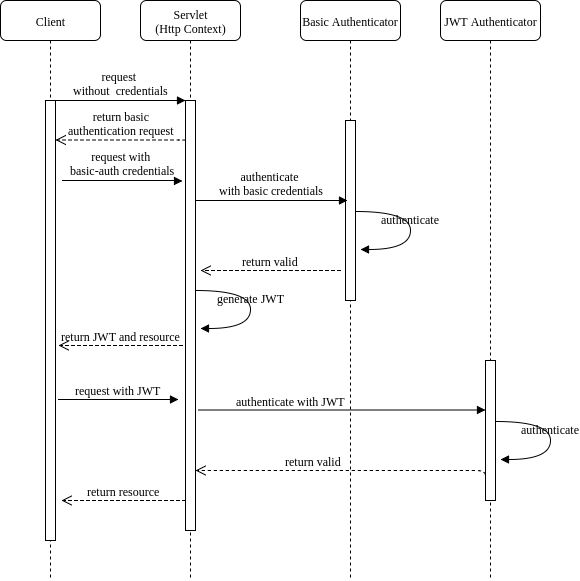 Client
Servlet
(Http Context)
Basic Authenticator
JWT Authenticator
request
without  credentials
return basic
authentication request
request with
basic-auth credentials
authenticate
with basic credentials
authenticate
return valid
generate JWT
return JWT and resource
request with JWT
authenticate with JWT
authenticate
return valid
return resource